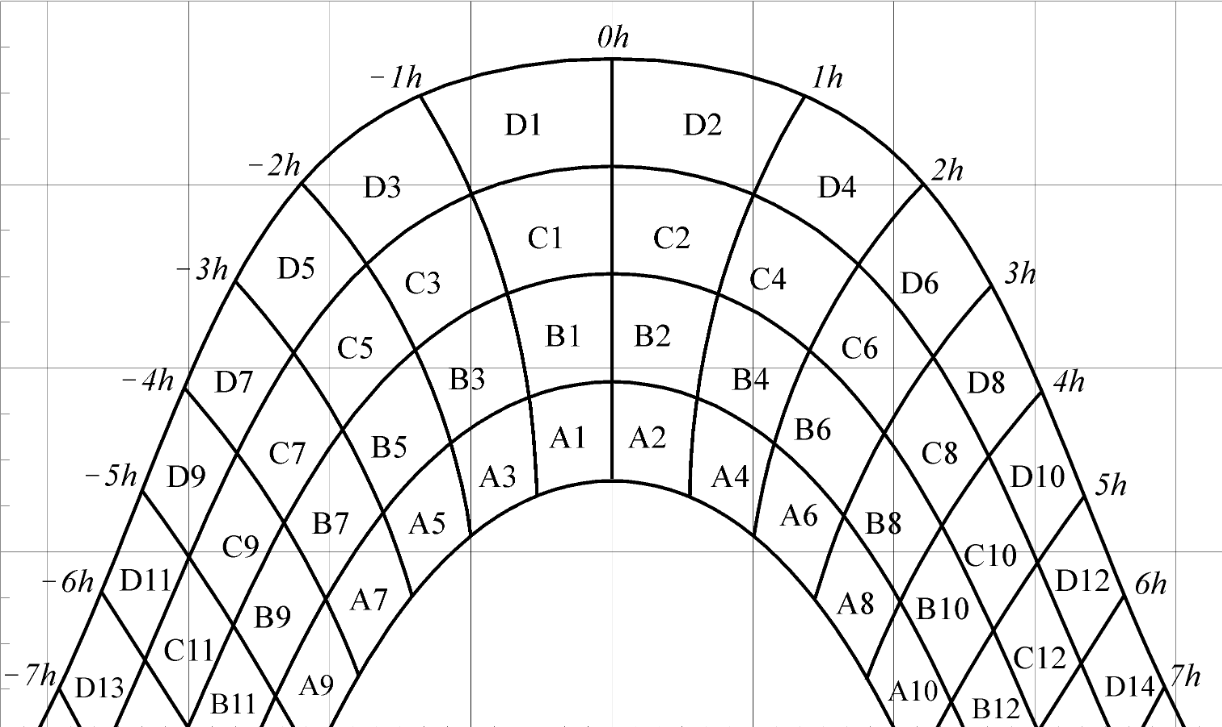 0h
−1h 1h
D1 D2
−2h 2h
D3 D4
C1 C2
−3h D5 C3 C4 D6 3h
B1 B2
C5 C6
−4h D7 B3 B4 D8 4h
A1 A2
C7 B5 B6 C8
−5h D9 A3 A4 D10 5h
B7 A5 A6 B8
C9 C10
−6h D11 D12 6h
B9 A7 A8 B10
C11 C12
−7h D13 A9 A10 D14 7h
B11 B12